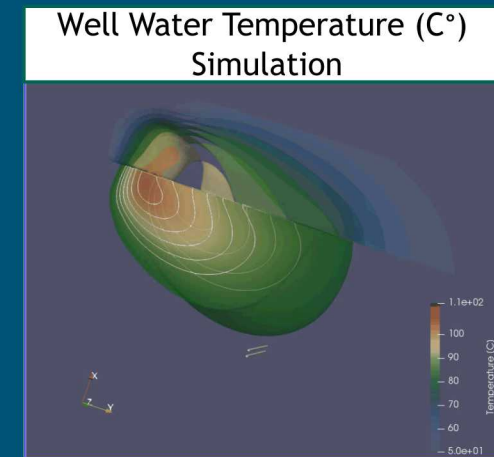 Well Water Temperature (C°)
Simulation
1.1e+02
100
90
80
70
60
5.0e+01
Temperature (C)
X
Z
Y